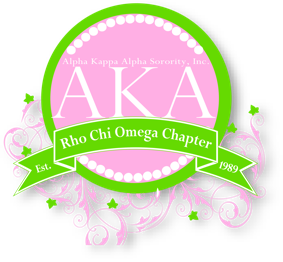 Alpha Kappa Alpha Sorority, Inc.
AKA
Rho Chi Omega Chapter
Est. 1989